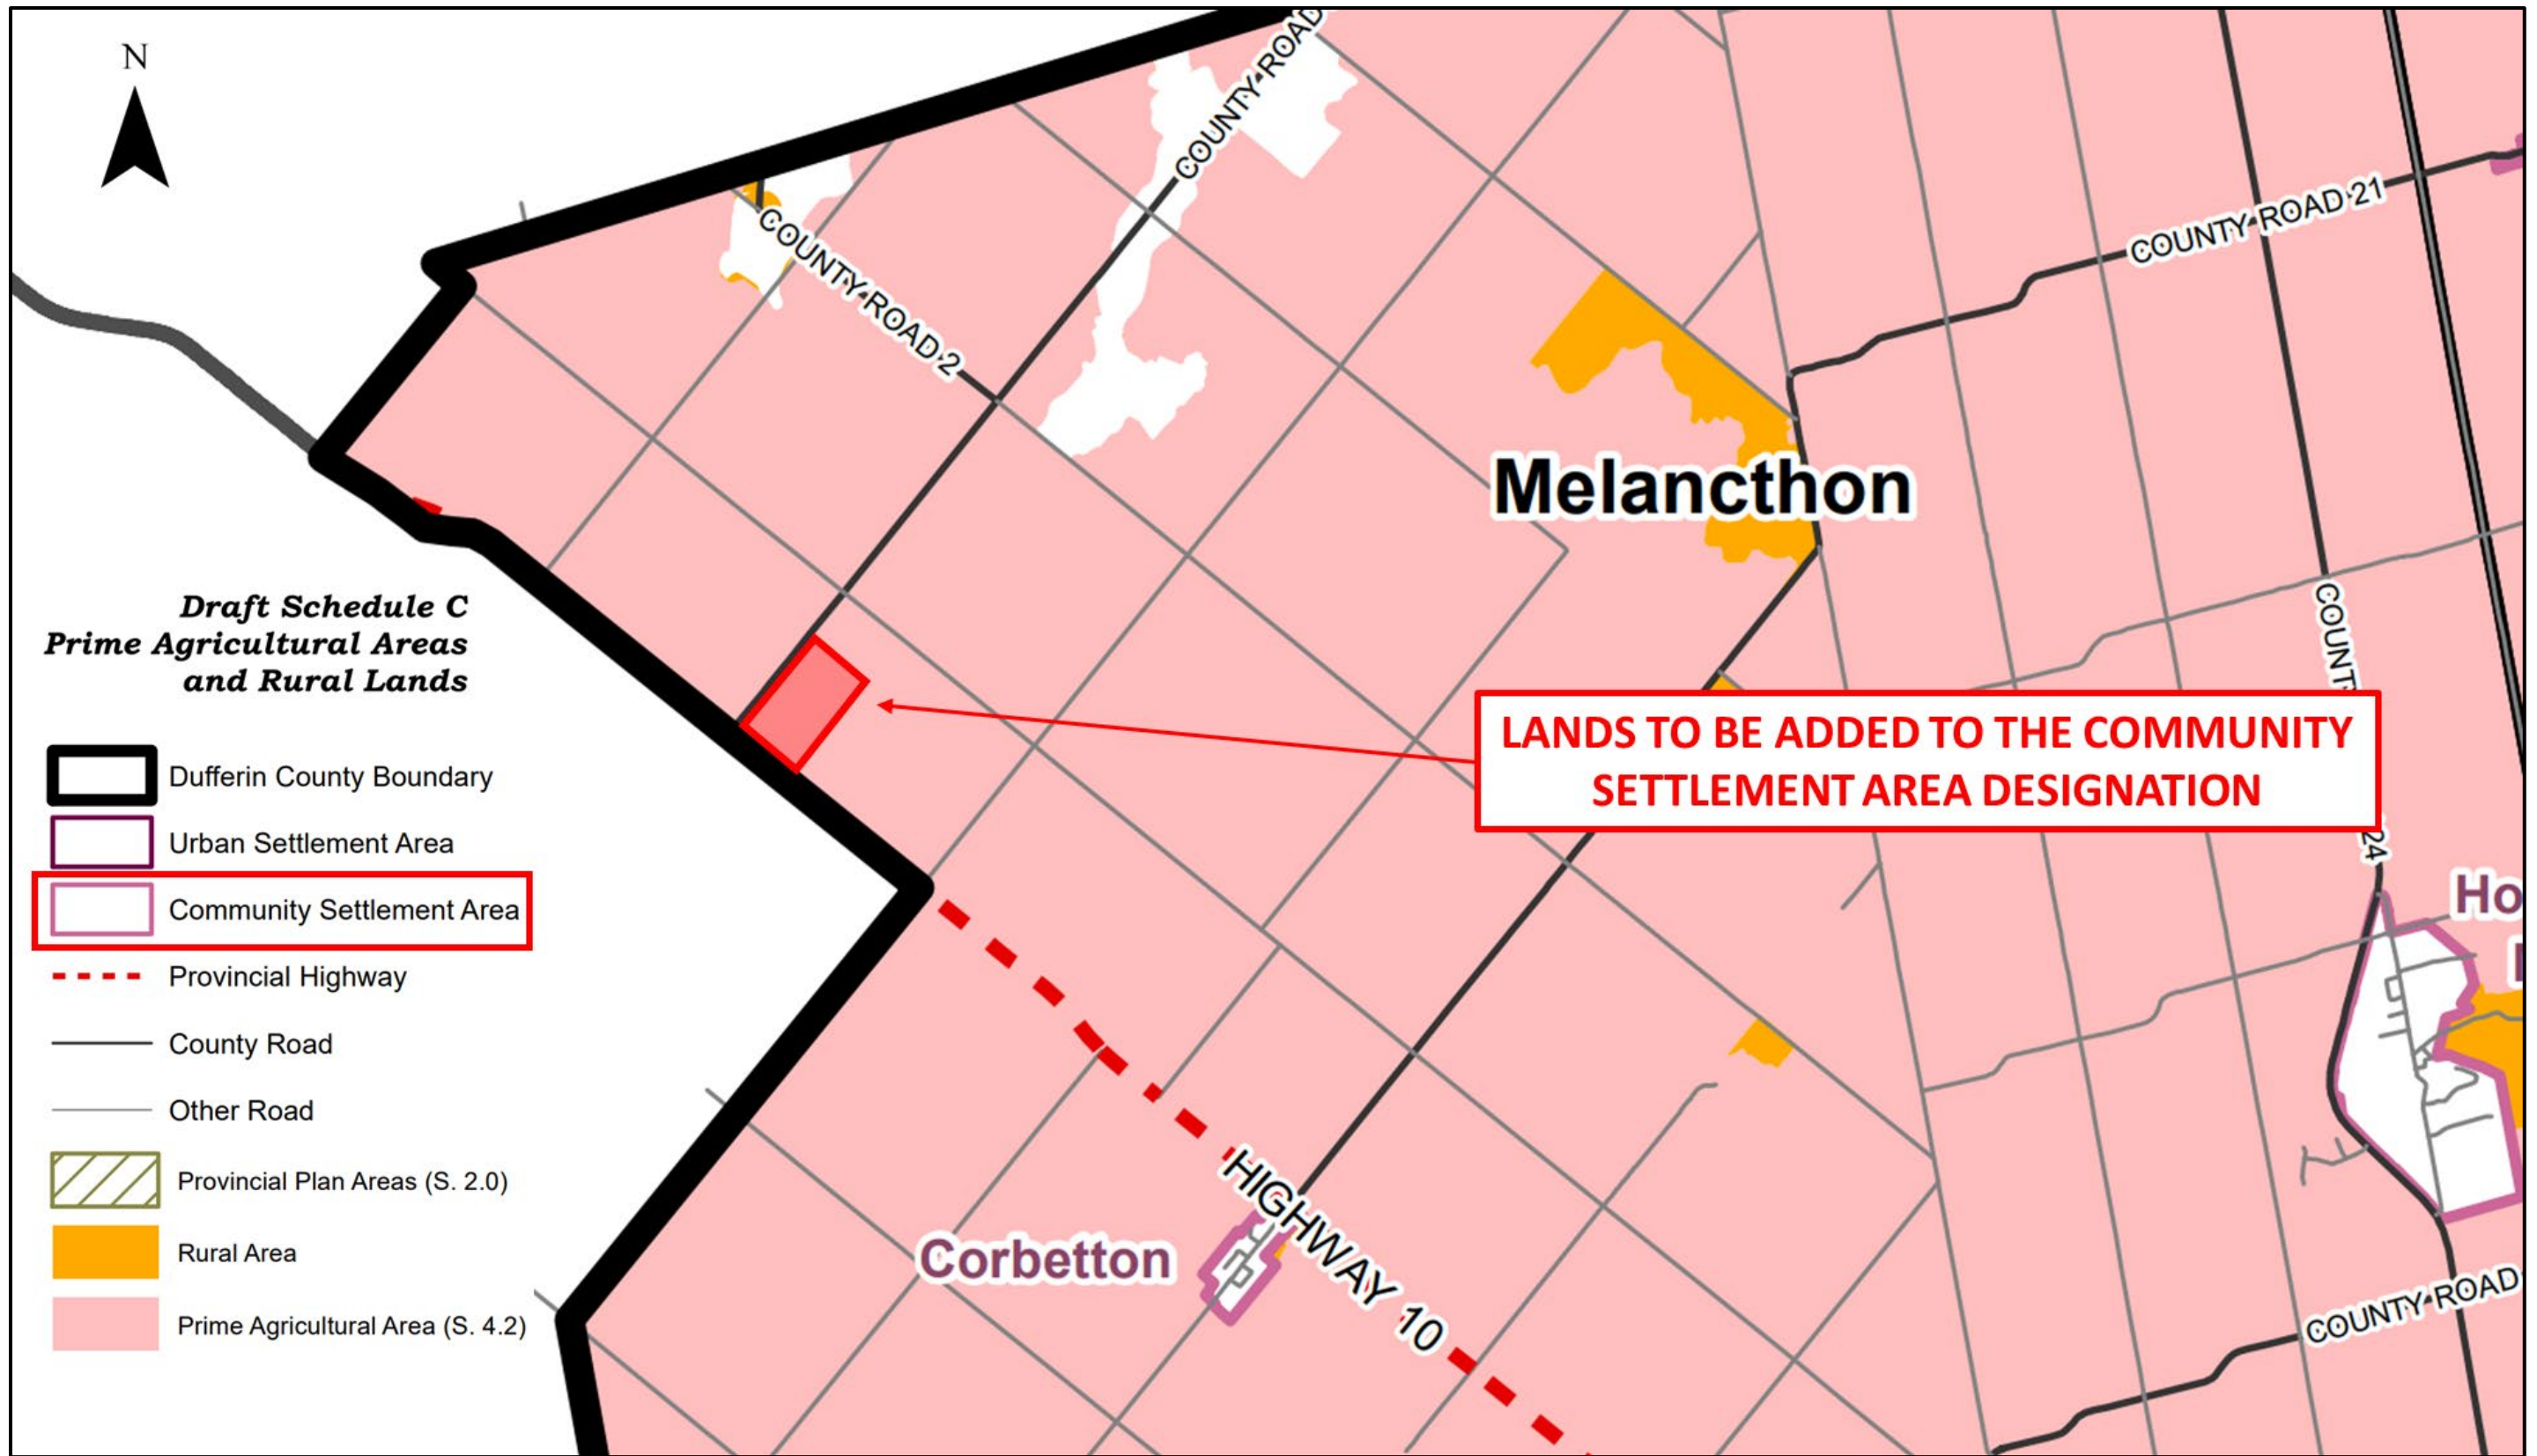 N
COUNTY ROAD
COUNTY ROAD 21
COUNTY ROAD 2
Melancthon
Draft Schedule C
Prime Agricultural Areas
and Rural Lands
LANDS TO BE ADDED TO THE COMMUNITY
SETTLEMENT AREA DESIGNATION
24
Dufferin County Boundary
Urban Settlement Area
Community Settlement Area
Provincial Highway
County Road
Other Road
Provincial Plan Areas (S. 2.0)
Rural Area
Prime Agricultural Area (S. 4.2)
Ho
Corbetton
HIGHWAY 10
COUNTY ROAD